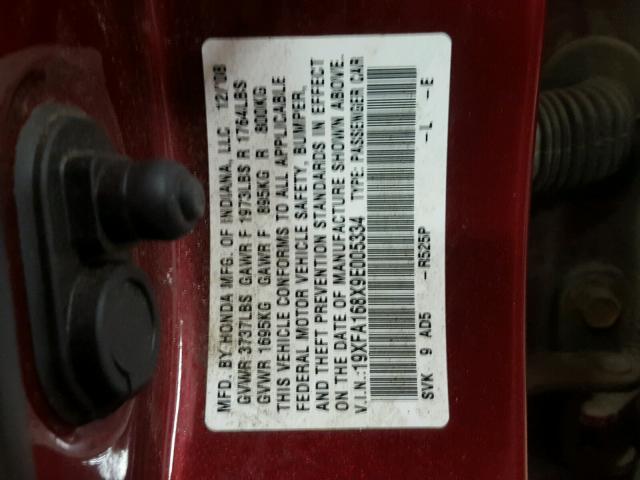 MFD. BY HONDA MFG. OF INDIANA, LLC 12/'08
GVWR 3737LBS GAWR F 1973LBS R 1764LBS
GVWR 1695KG GAWR F 895KG R 800KG
THIS VEHICLE CONFORMS TO ALL APPLICABLE
FEDERAL MOTOR VEHICLE SAFETY, BUMPER,
AND THEFT PREVENTION STANDARDS IN EFFECT
ON THE DATE OF MANUFACTURE SHOWN ABOVE.
V.I.N.:19XFA168X9E005334 TYPE: PASSENGER CAR
SVK 9 AD5 -R525P -L -E